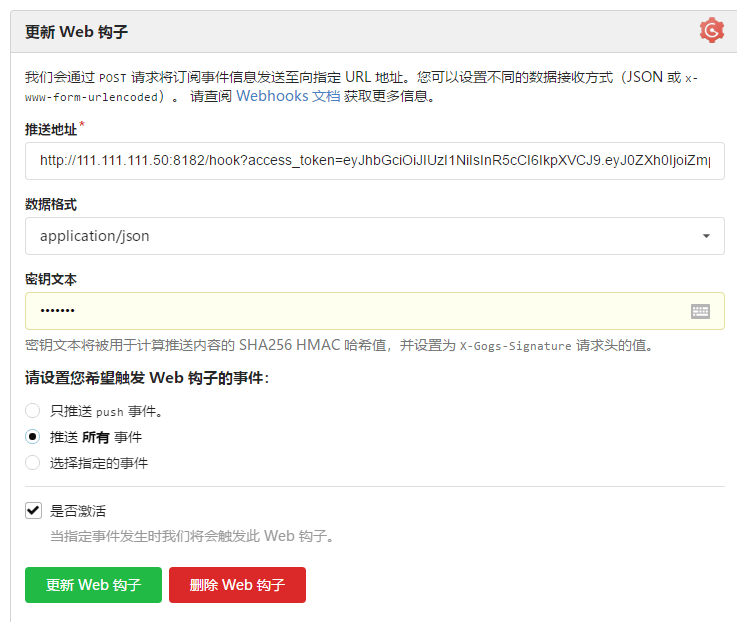 更新 Web 钩子
我们会通过 POST 请求将订阅事件信息发送至向指定 URL 地址。您可以设置不同的数据接收方式（JSON 或 x-
www-form-urlencoded）。 请查阅 Webhooks 文档 获取更多信息。
推送地址*
http://111.111.111.50:8182/hook?access_token=eyJhbGciOiJIUzI1NiIsInR5cCI6IkpXVCJ9.eyJ0ZXh0IjoiZmp
数据格式
application/json
密钥文本
•••••••
密钥文本将被用于计算推送内容的 SHA256 HMAC 哈希值，并设置为 X-Gogs-Signature 请求头的值。
请设置您希望触发 Web 钩子的事件：
只推送 push 事件。
推送 所有 事件
选择指定的事件
是否激活
当指定事件发生时我们将会触发此 Web 钩子。
更新 Web 钩子 删除 Web 钩子